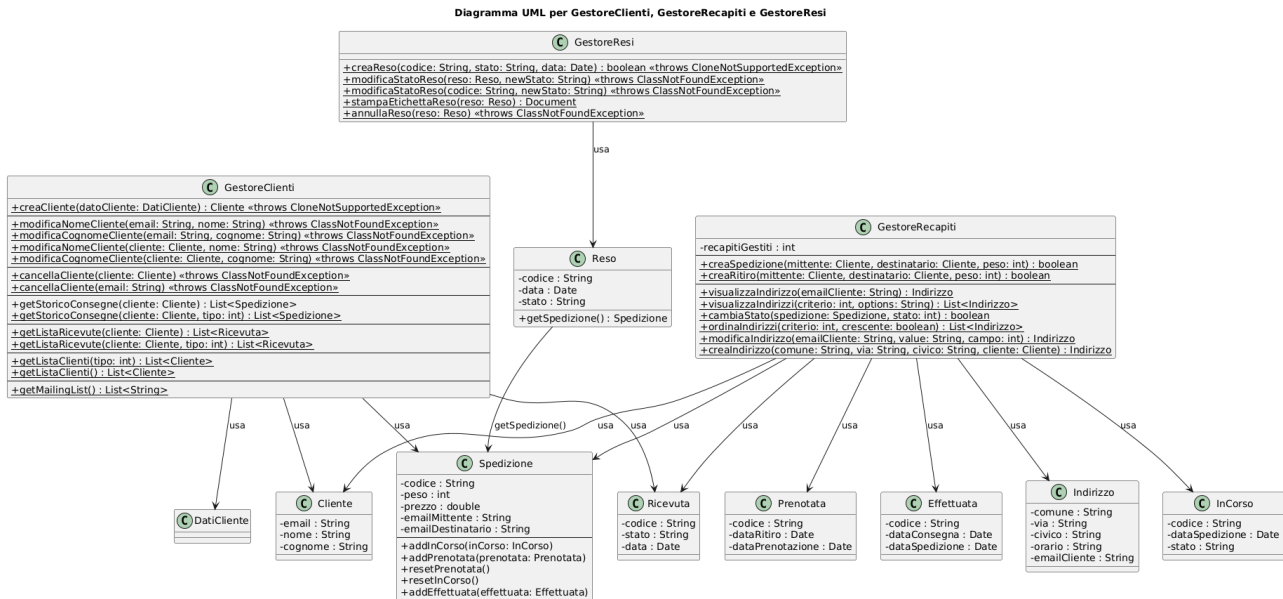 Diagramma UML per GestoreClienti, GestoreRecapiti e GestoreResi
C GestoreResi
+creaReso(codice: String, stato: String, data: Date) : boolean «throws CloneNotSupportedException»
+modificaStatoReso(reso: Reso, newStato: String) «throws ClassNotFoundException»
+modificaStatoReso(codice: String, newStato: String) «throws ClassNotFoundException»
+stampaEtichettaReso(reso: Reso) : Document
+annullaReso(reso: Reso) «throws ClassNotFoundException»
usa
C GestoreClienti
+creaCliente(datoCliente: DatiCliente) : Cliente «throws CloneNotSupportedException»
+modificaNomeCliente(email: String, nome: String) «throws ClassNotFoundException»
+modificaCognomeCliente(email: String, cognome: String) «throws ClassNotFoundException»
+modificaNomeCliente(cliente: Cliente, nome: String) «throws ClassNotFoundException»
+modificaCognomeCliente(cliente: Cliente, cognome: String) «throws ClassNotFoundException»
+cancellaCliente(cliente: Cliente) «throws ClassNotFoundException»
+cancellaCliente(email: String) «throws ClassNotFoundException»
+getStoricoConsegne(cliente: Cliente) : List<Spedizione>
+getStoricoConsegne(cliente: Cliente, tipo: int) : List<Spedizione>
+getListaRicevute(cliente: Cliente) : List<Ricevuta>
+getListaRicevute(cliente: Cliente, tipo: int) : List<Ricevuta>
+getListaClienti(tipo: int) : List<Cliente>
+getListaClienti() : List<Cliente>
+getMailingList() : List<String>
C Reso
-codice : String
-data : Date
-stato : String
+getSpedizione() : Spedizione
C GestoreRecapiti
-recapitiGestiti : int
+creaSpedizione(mittente: Cliente, destinatario: Cliente, peso: int) : boolean
+creaRitiro(mittente: Cliente, destinatario: Cliente, peso: int) : boolean
+visualizzaIndirizzi(emailCliente: String) : Indirizzo
+visualizzaIndirizzi(criterio: int, options: String) : List<Indirizzo>
+cambiaStato(spedizione: Spedizione, stato: int) : boolean
+ordinaIndirizzi(criterio: int, crescente: boolean) : List<Indirizzo>
+modificaIndirizzo(emailCliente: String, value: String, campo: int) : Indirizzo
+creaIndirizzo(comune: String, via: String, civico: String, cliente: Cliente) : Indirizzo
usa
usa
usa
getSpedizione()
usa
usa
usa
usa
usa
usa
usa
usa
C DatiCliente
C Cliente
-email : String
-nome : String
-cognome : String
C Spedizione
-codice : String
-peso : int
-prezzo : double
-emailMittente : String
-emailDestinatario : String
+addInCorso(inCorso: InCorso)
+addPrenotata(prenotata: Prenotata)
+resetPrenotata()
+resetInCorso()
+addEffettuata(effettuata: Effettuata)
C Ricevuta
-codice : String
-stato : String
-data : Date
C Prenotata
-codice : String
-dataRitiro : Date
-dataPrenotazione : Date
C Effettuata
-codice : String
-dataConsegna : Date
-dataSpedizione : Date
C Indirizzo
-comune : String
-via : String
-civico : String
-orario : String
-emailCliente : String
C InCorso
-codice : String
-dataSpedizione : Date
-stato : String